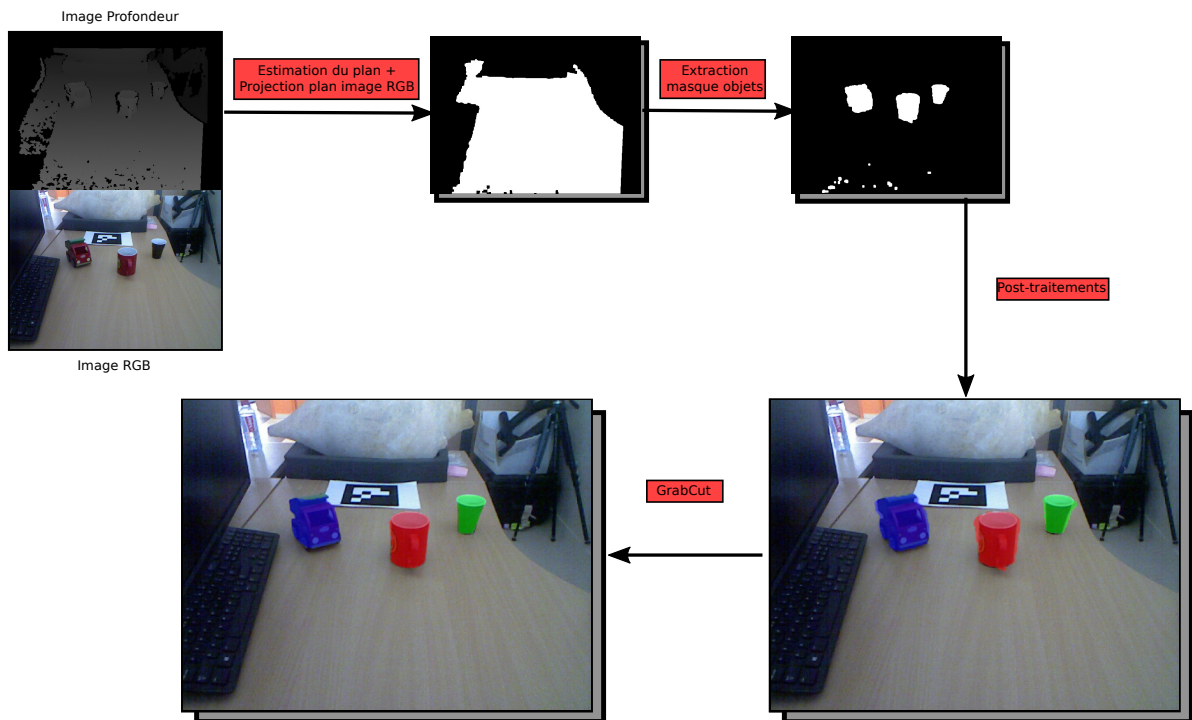 Image Profondeur
Estimation du plan +
Projection plan image RGB
Extraction
masque objets
Image RGB
Post-traitements
GrabCut